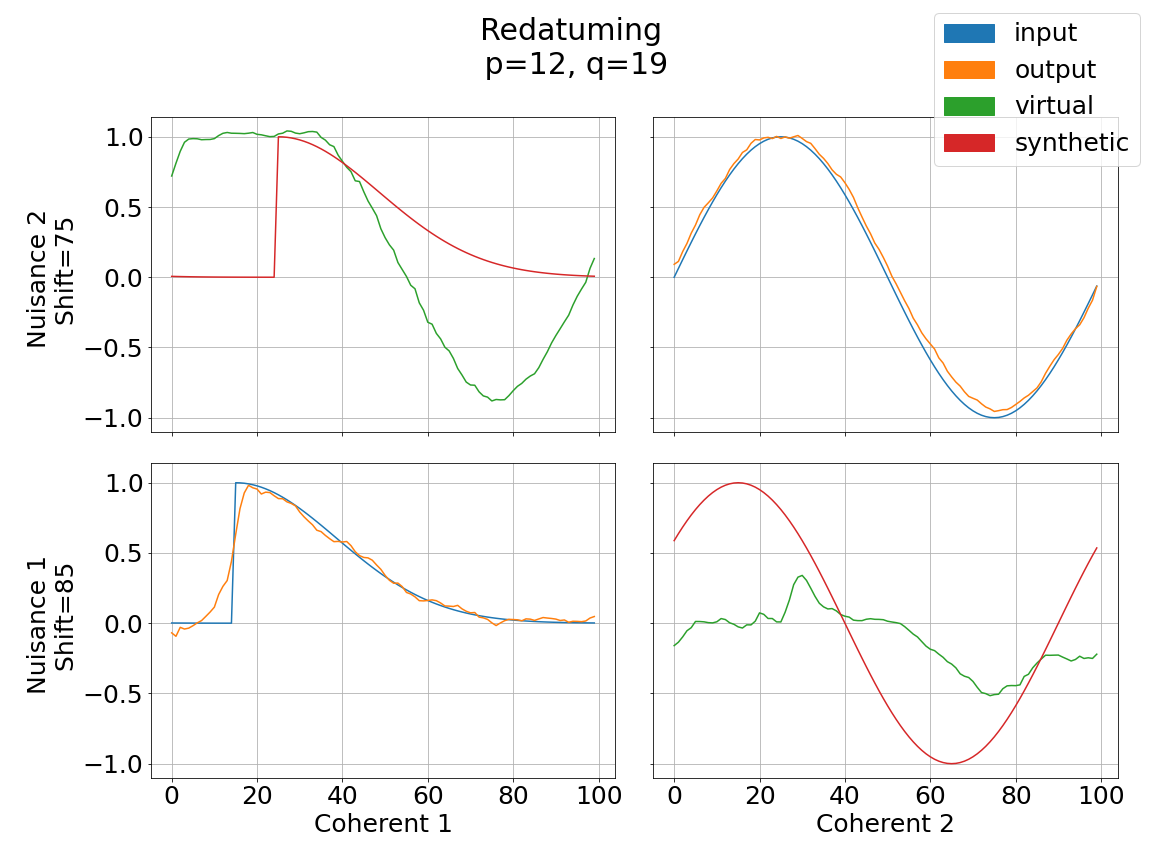 Redatuming
p=12, q=19
input
output
virtual
synthetic
Nuisance 2
Shift=75
1.0
0.5
0.0
−0.5
−1.0
Nuisance 1
Shift=85
1.0
0.5
0.0
−0.5
−1.0
0 20 40 60 80 100
0 20 40 60 80 100
Coherent 1
Coherent 2